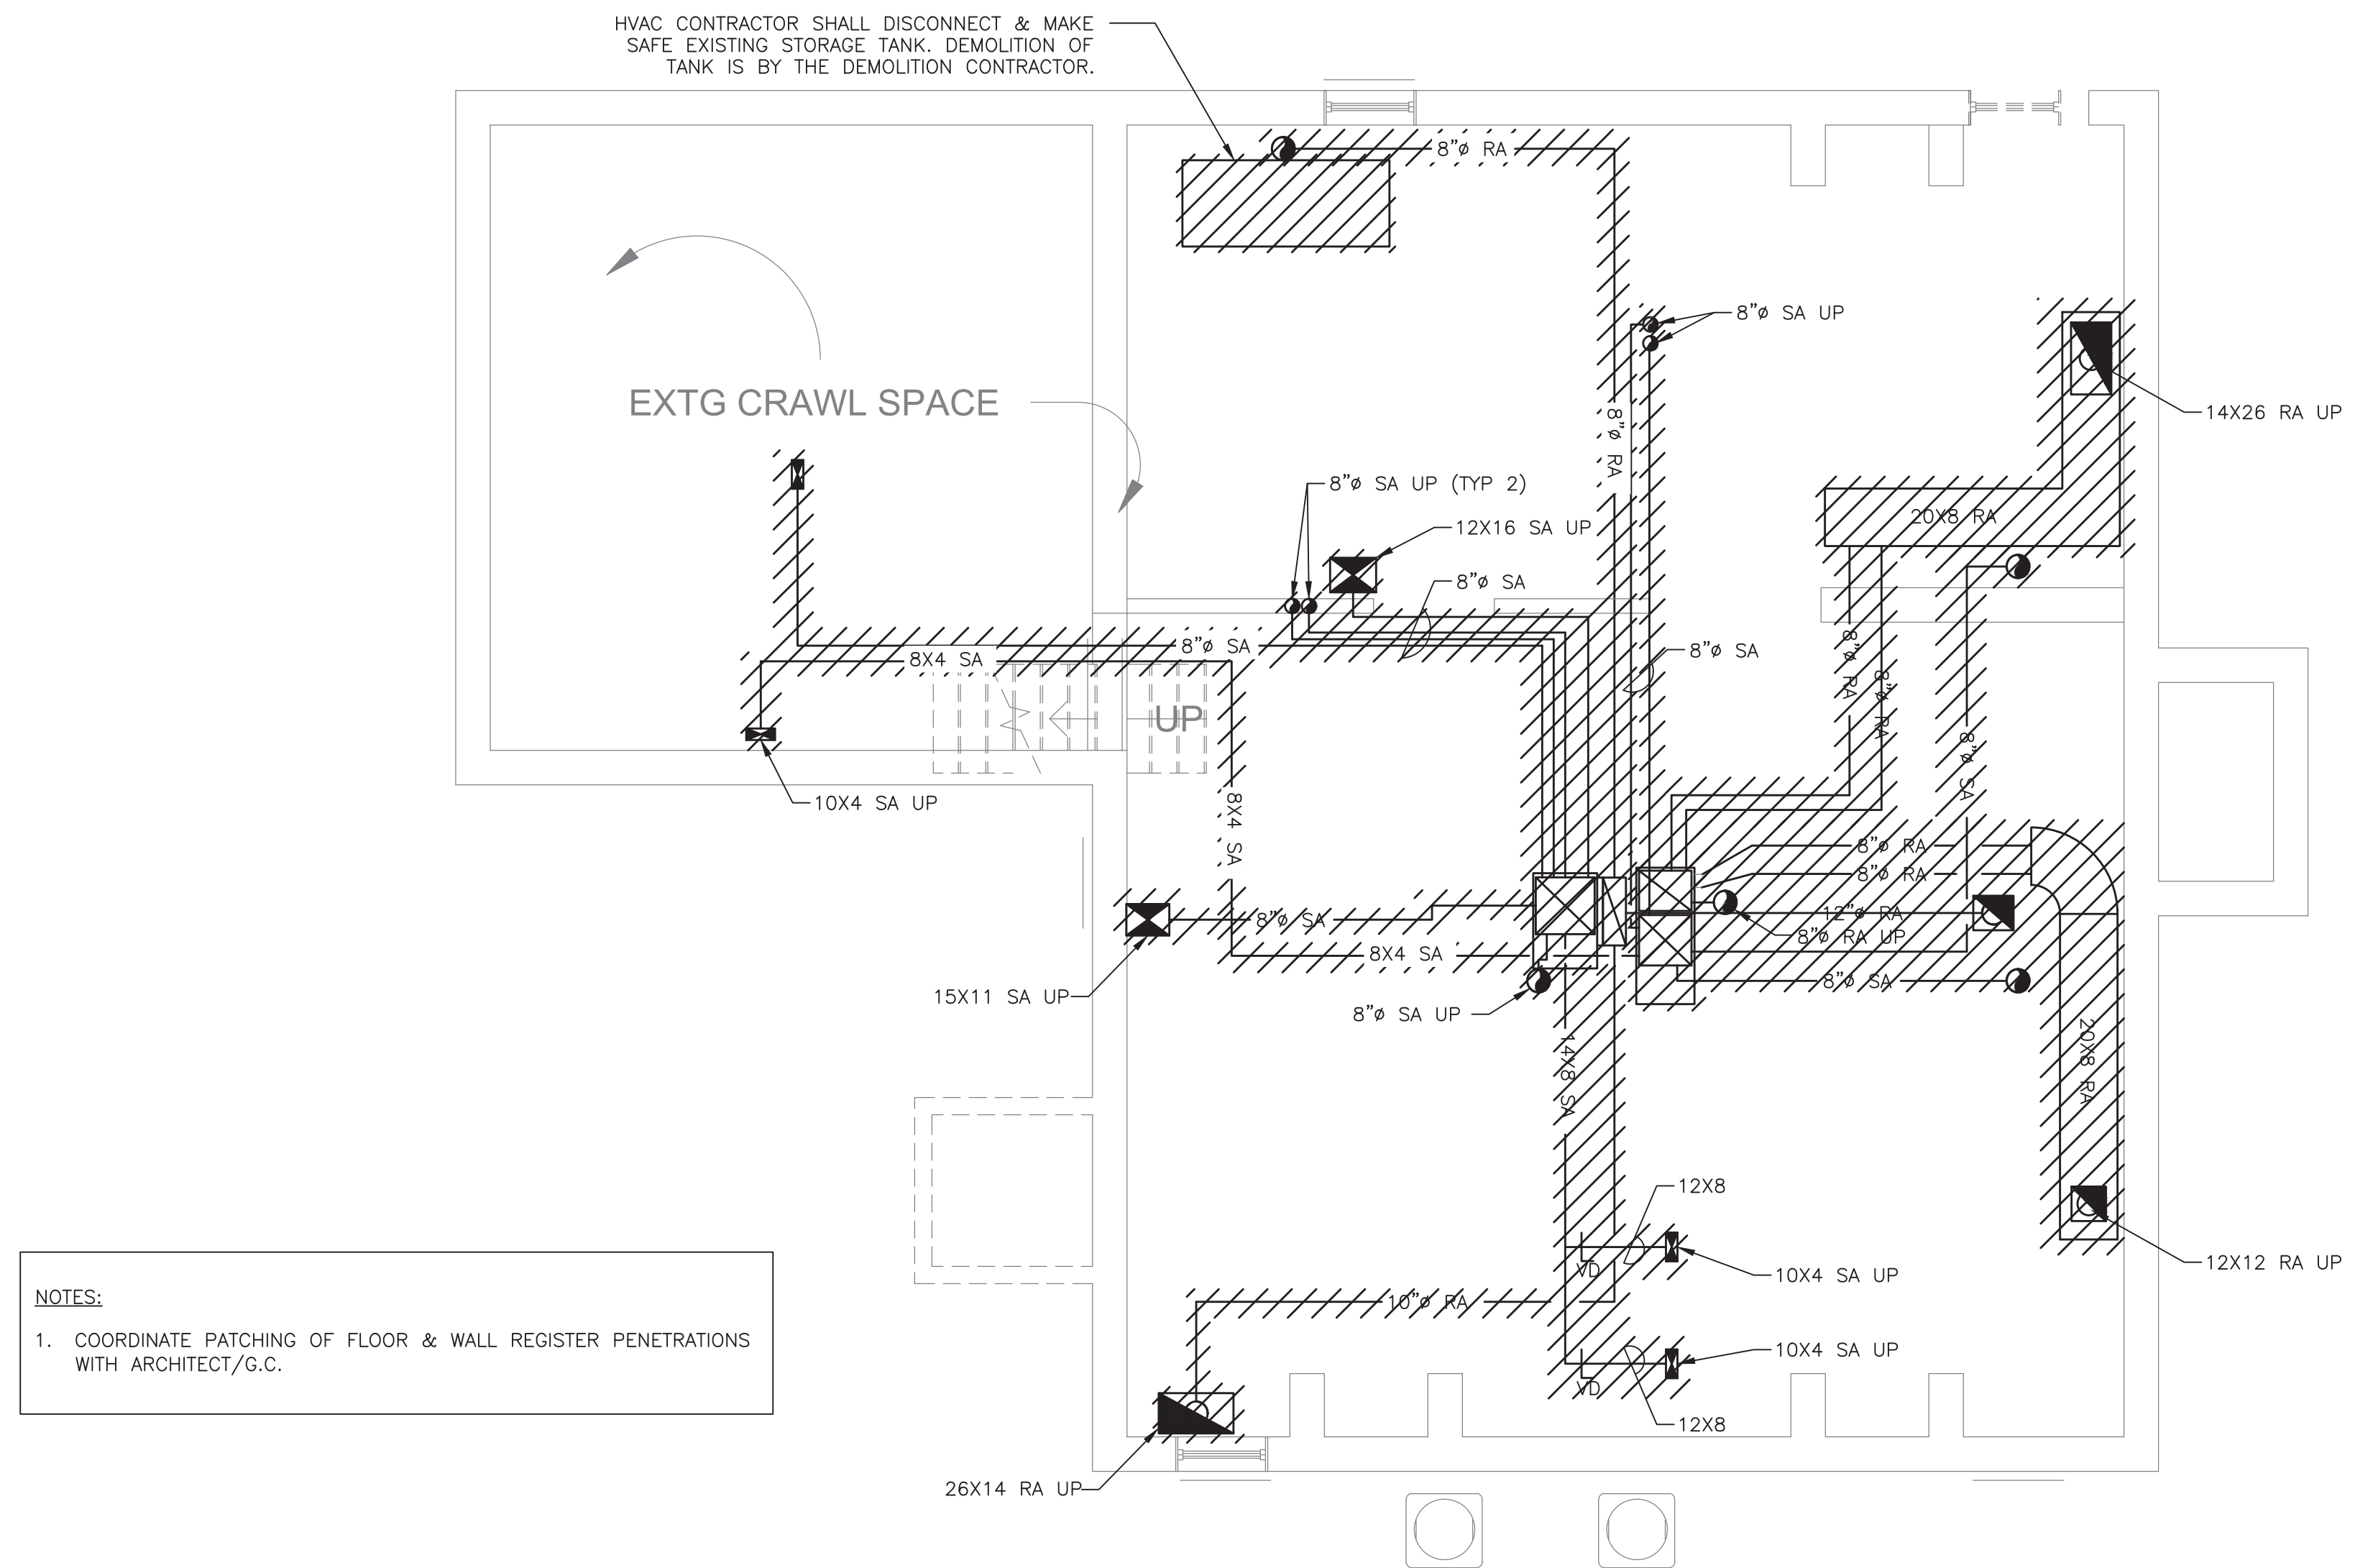 HVAC CONTRACTOR SHALL DISCONNECT & MAKE
SAFE EXISTING STORAGE TANK. DEMOLITION OF
TANK IS BY THE DEMOLITION CONTRACTOR.
8"ø RA
8"ø SA UP
EXTG CRAWL SPACE
14X26 RA UP
8"ø RA
8"ø SA UP (TYP 2)
12X16 SA UP
20X8 RA
8"ø SA
8"ø SA
8X4 SA
8"ø SA
8"ø RA
8"ø RA
UP
8"ø SA
10X4 SA UP
8X4 SA
8"ø RA
8"ø RA
8"ø SA
12"ø RA
8"ø RA UP
8X4 SA
8"ø SA
15X11 SA UP
8"ø SA UP
14X8 SA
20X8 RA
12X8
VD
10X4 SA UP
12X12 RA UP
10"ø RA
10X4 SA UP
VD
12X8
26X14 RA UP
NOTES:
1. COORDINATE PATCHING OF FLOOR & WALL REGISTER PENETRATIONS
WITH ARCHITECT/G.C.